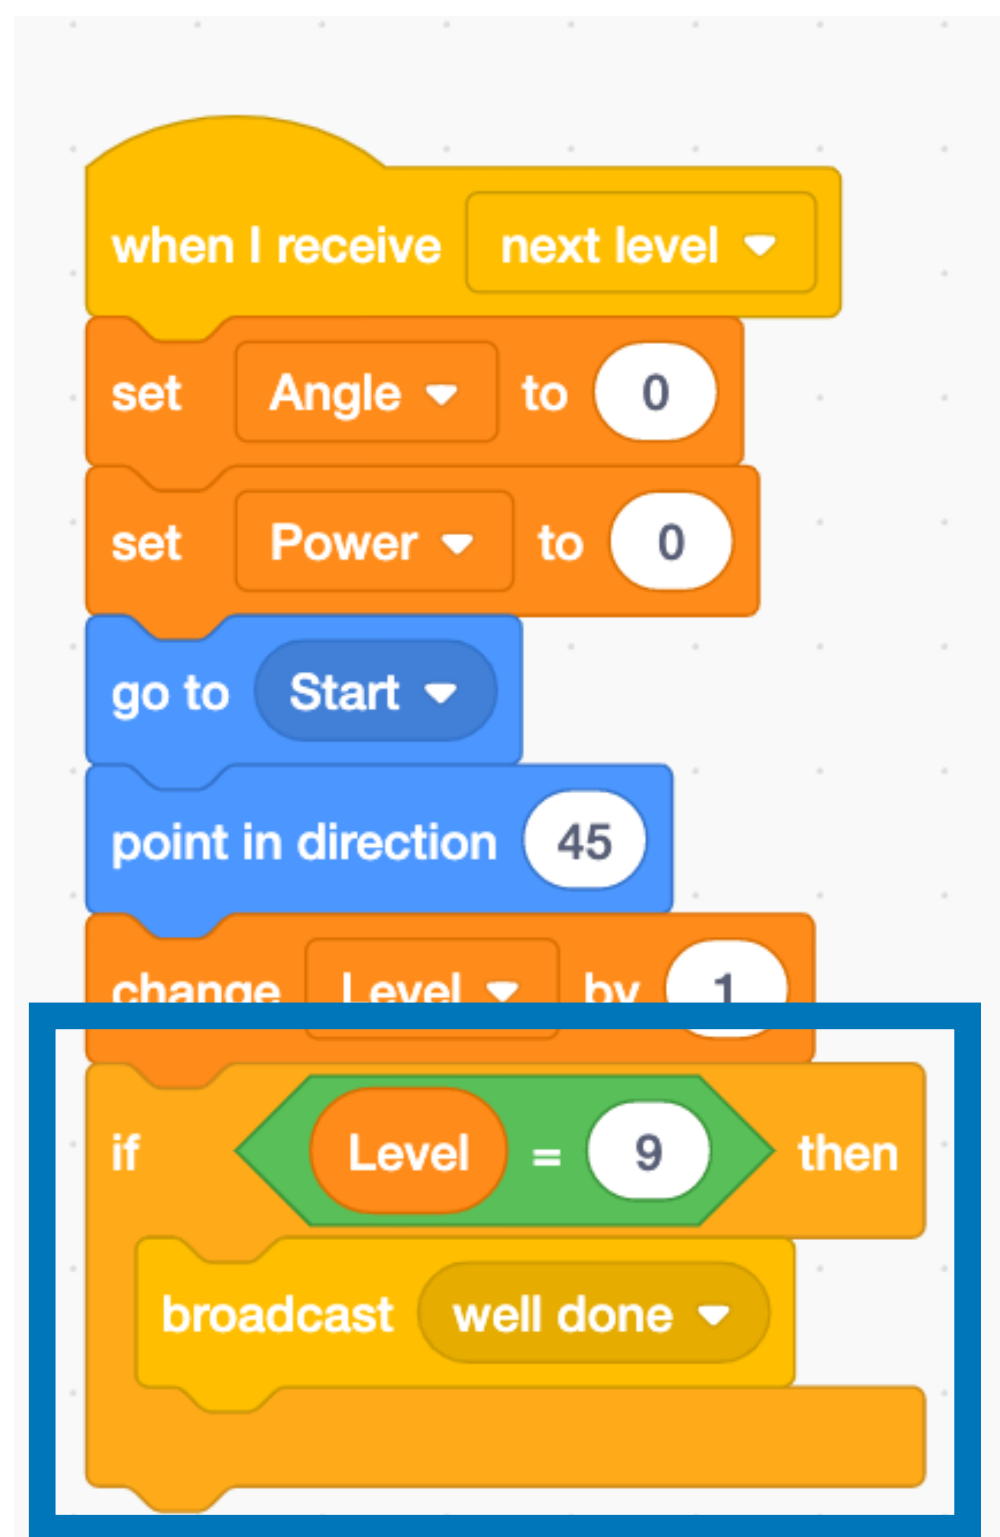 when I receive next level
set Angle to 0
set Power to 0
go to Start
point in direction 45
change Level by 1
if Level = 9 then
broadcast well done